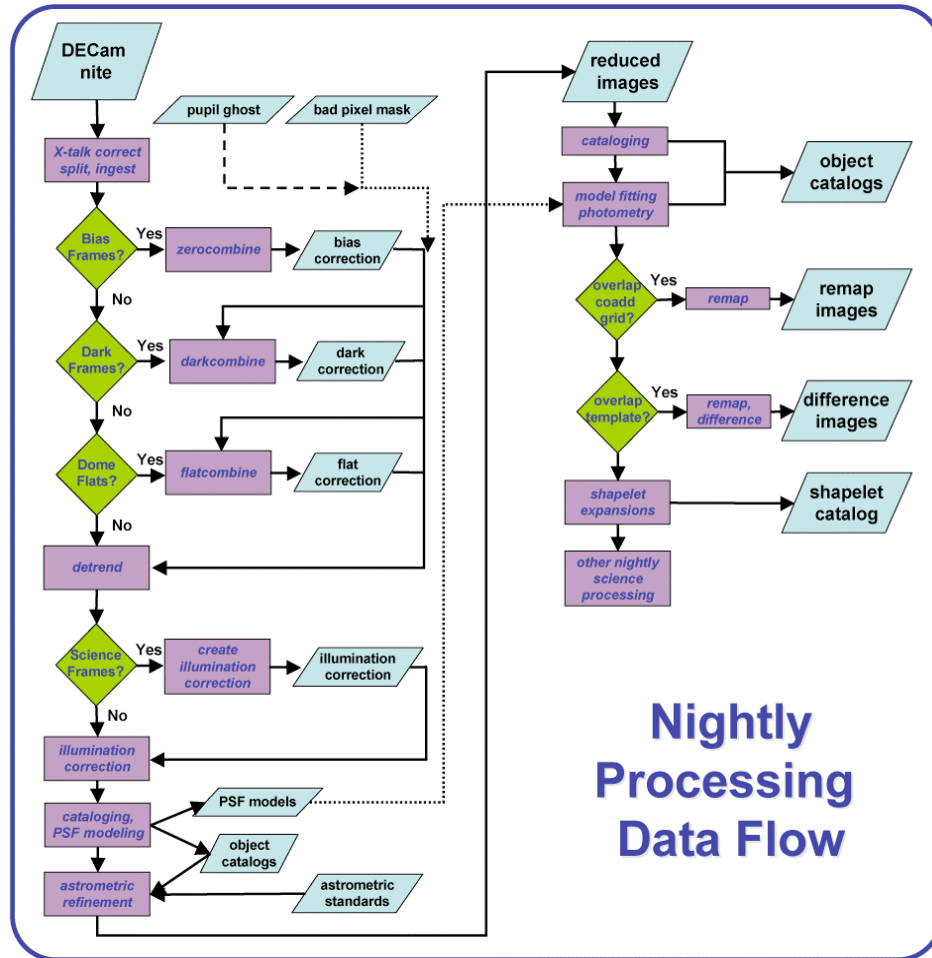 DECam
nite
pupil ghost
bad pixel mask
X-talk correct
split, ingest
Bias
Frames?
Yes
zerocombine
bias
correction
No
Dark
Frames?
Yes
darkcombine
dark
correction
No
Dome
Flats?
Yes
flatcombine
flat
correction
No
detrend
Science
Frames?
Yes
create
illumination
correction
illumination
correction
No
illumination
correction
cataloging,
PSF modeling
PSF models
object
catalogs
astrometric
refinement
astrometric
standards
reduced
images
cataloging
model fitting
photometry
object
catalogs
overlap
coadd
grid?
Yes
remap
remap
images
overlap
template?
Yes
remap,
difference
difference
images
shapelet
expansions
shapelet
catalog
other nightly
science
processing
Nightly
Processing
Data Flow